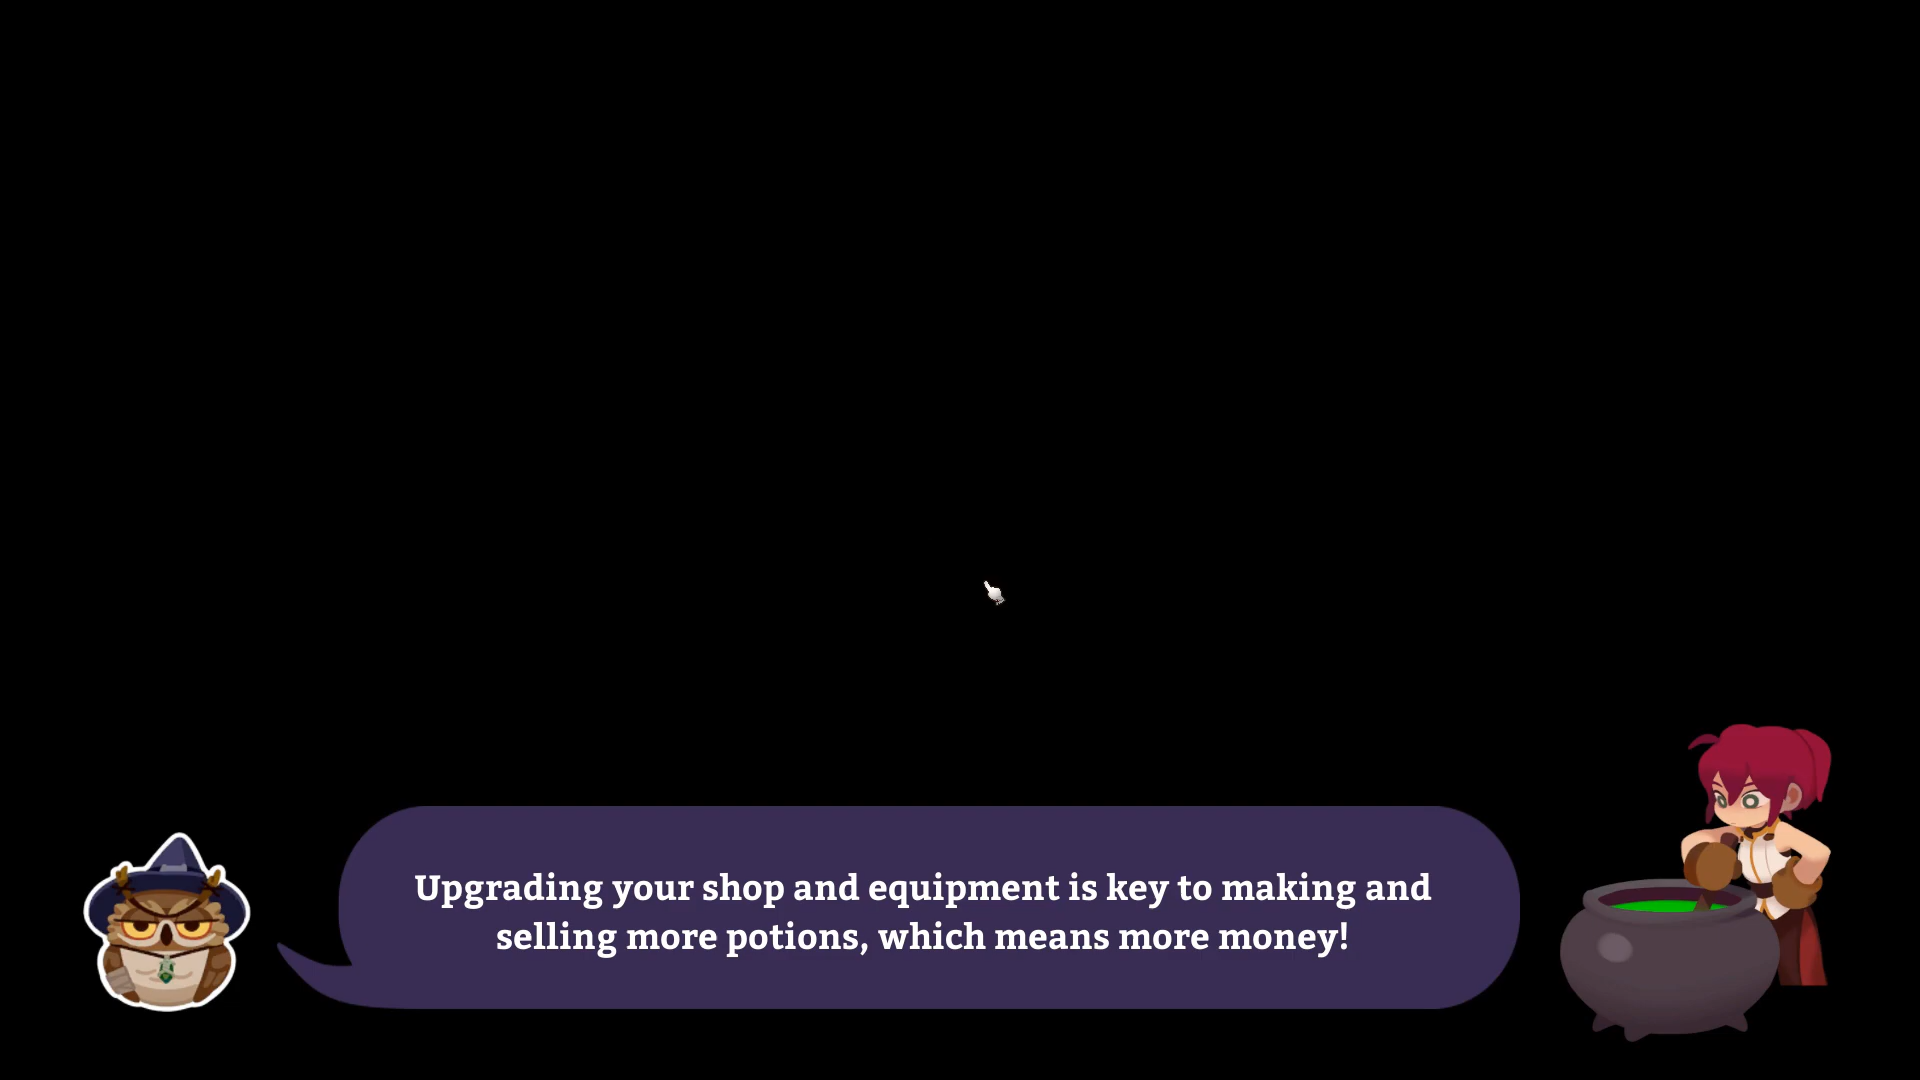 Upgrading your shop and equipment is key to making and
selling more potions, which means more money!